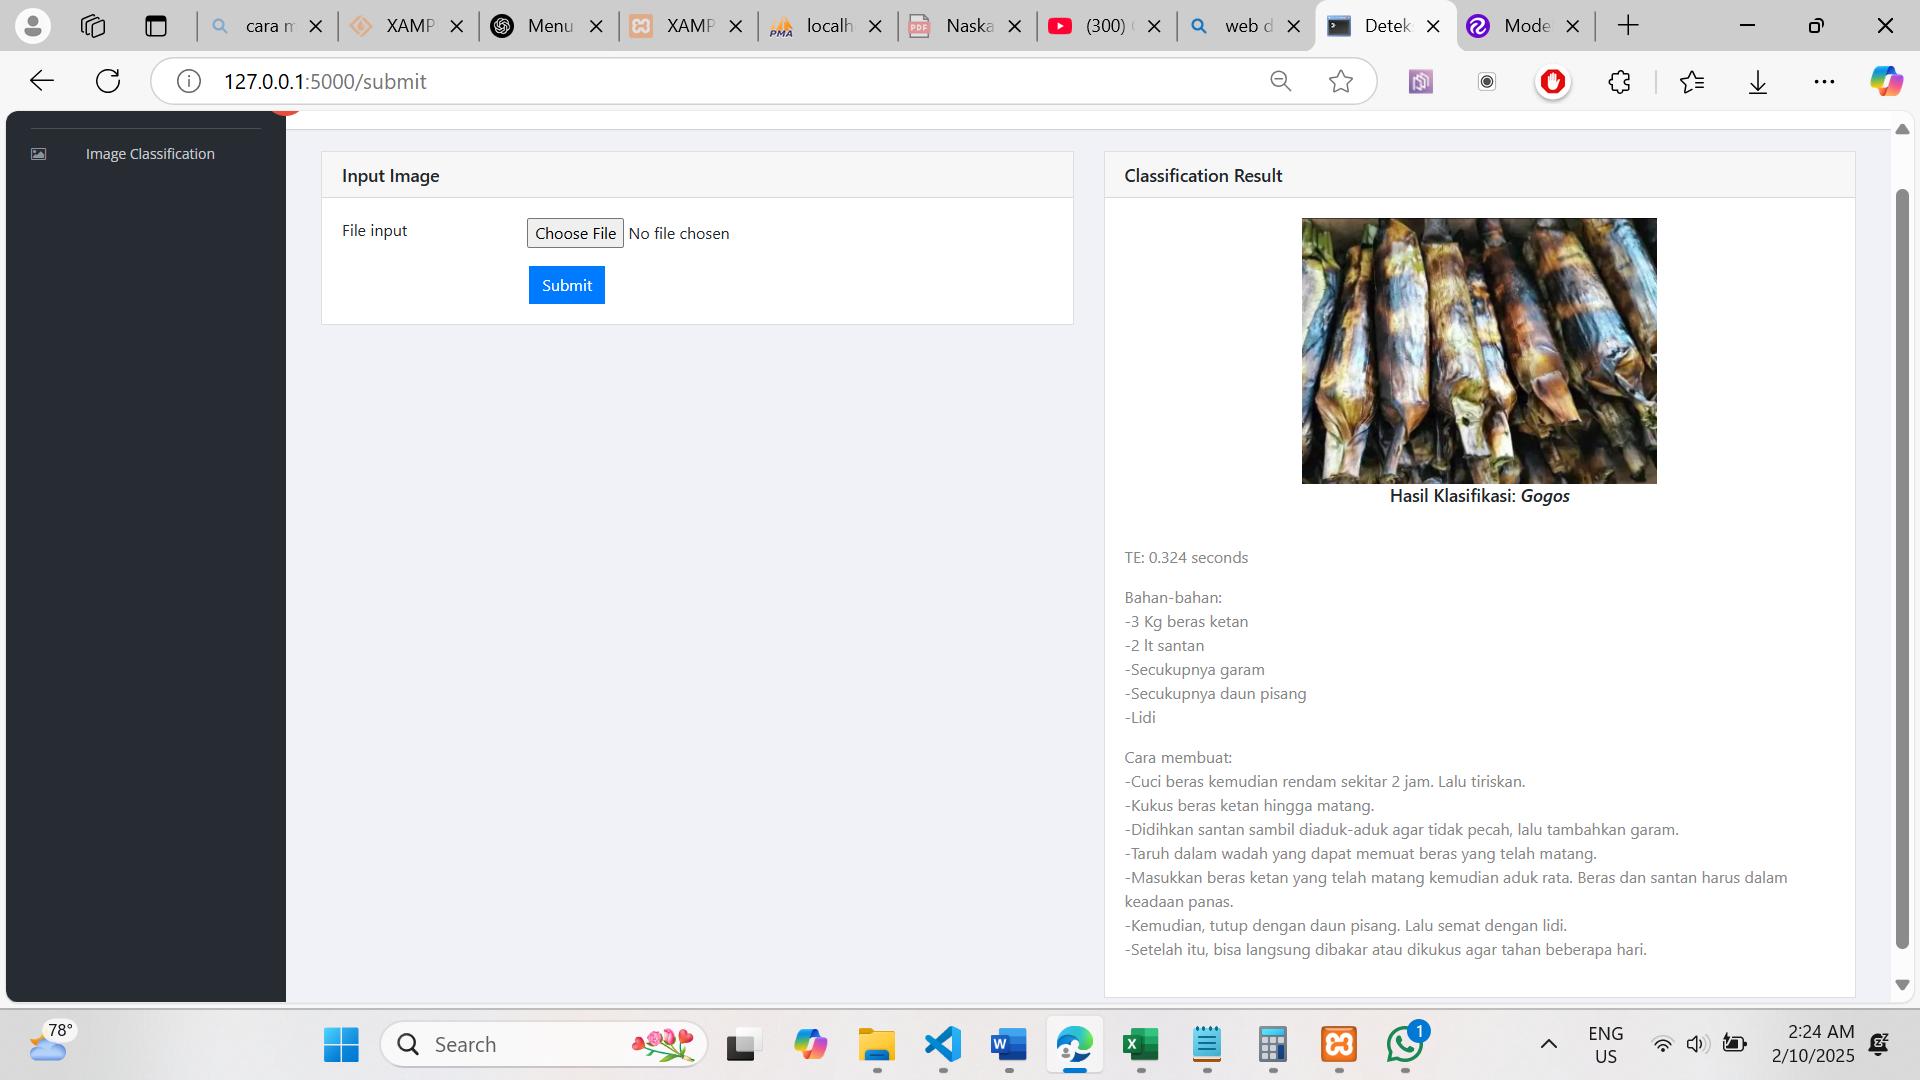 cara m
XAMP
Menu
XAMP
localh
Naska
(300)
web d
Detek
Mode
127.0.0.1:5000/submit
Image Classification
Input Image
File input
Choose File No file chosen
Submit
Classification Result
Hasil Klasifikasi: Gogos
TE: 0.324 seconds
Bahan-bahan:
-3 Kg beras ketan
-2 lt santan
-Secukupnya garam
-Secukupnya daun pisang
-Lidi
Cara membuat:
-Cuci beras kemudian rendam sekitar 2 jam. Lalu tiriskan.
-Kukus beras ketan hingga matang.
-Didihkan santan sambil diaduk-aduk agar tidak pecah, lalu tambahkan garam.
-Taruh dalam wadah yang dapat memuat beras yang telah matang.
-Masukkan beras ketan yang telah matang kemudian aduk rata. Beras dan santan harus dalam
keadaan panas.
-Kemudian, tutup dengan daun pisang. Lalu semat dengan lidi.
-Setelah itu, bisa langsung dibakar atau dikukus agar tahan beberapa hari.
78°
Search
1
ENG
US
2:24 AM
2/10/2025